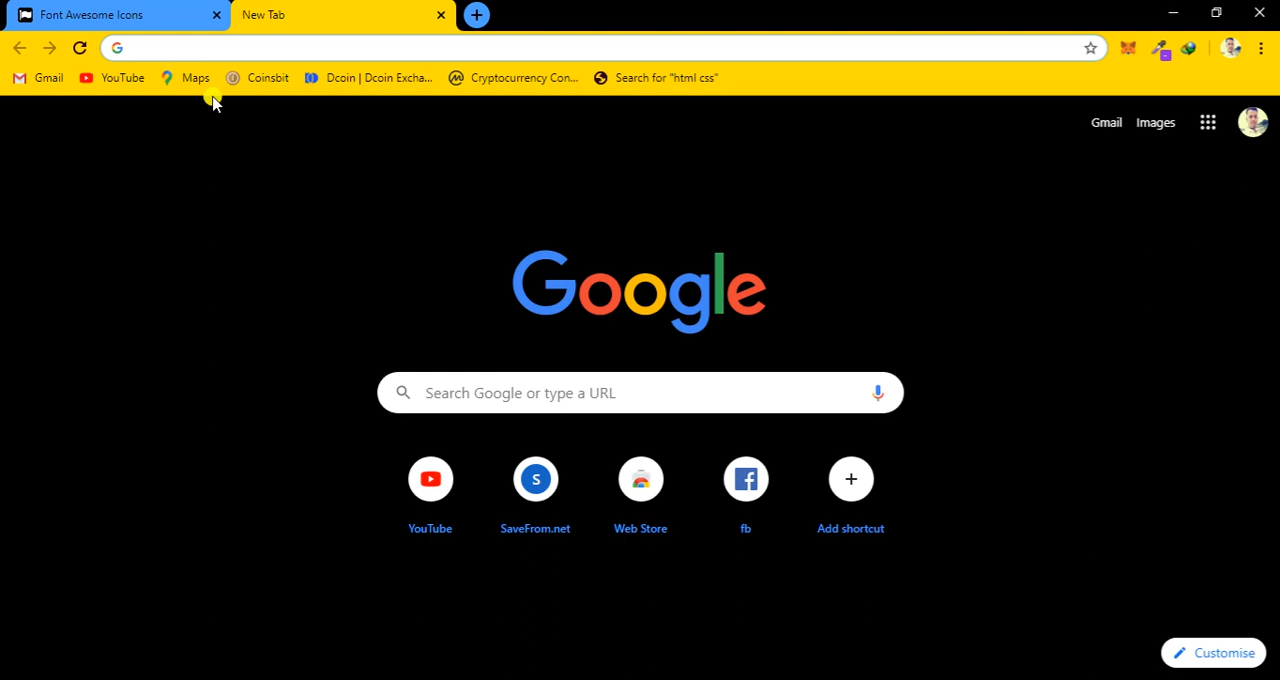 Font Awesome Icons
New Tab
Gmail YouTube Maps Coinsbit Dcoin | Dcoin Excha... Cryptocurrency Con... Search for "html css"
Gmail Images
Google
Search Google or type a URL
S
YouTube SaveFrom.net Web Store fb Add shortcut
Customise